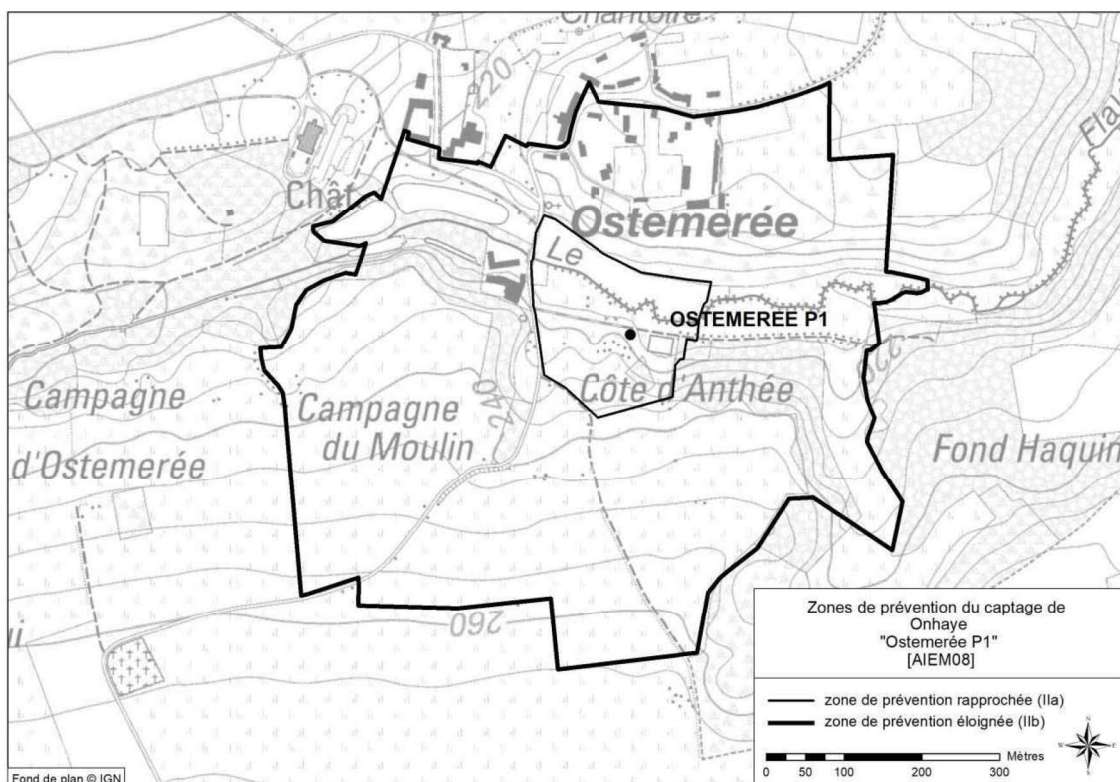 Chantoire
220
Chât
Ostemerée
Le
OSTEMEREE P1
220
Campagne
d'Ostemerée
Campagne
du Moulin
240
Côte d'Anthée
Fond Haquin
260
Zones de prévention du captage de
Onhaye
"Ostemerée P1"
[AIEM08]
zone de prévention rapprochée (IIa)
zone de prévention éloignée (IIb)
N
W
E
S
Mètres
0 50 100 200 300
Fond de plan © IGN